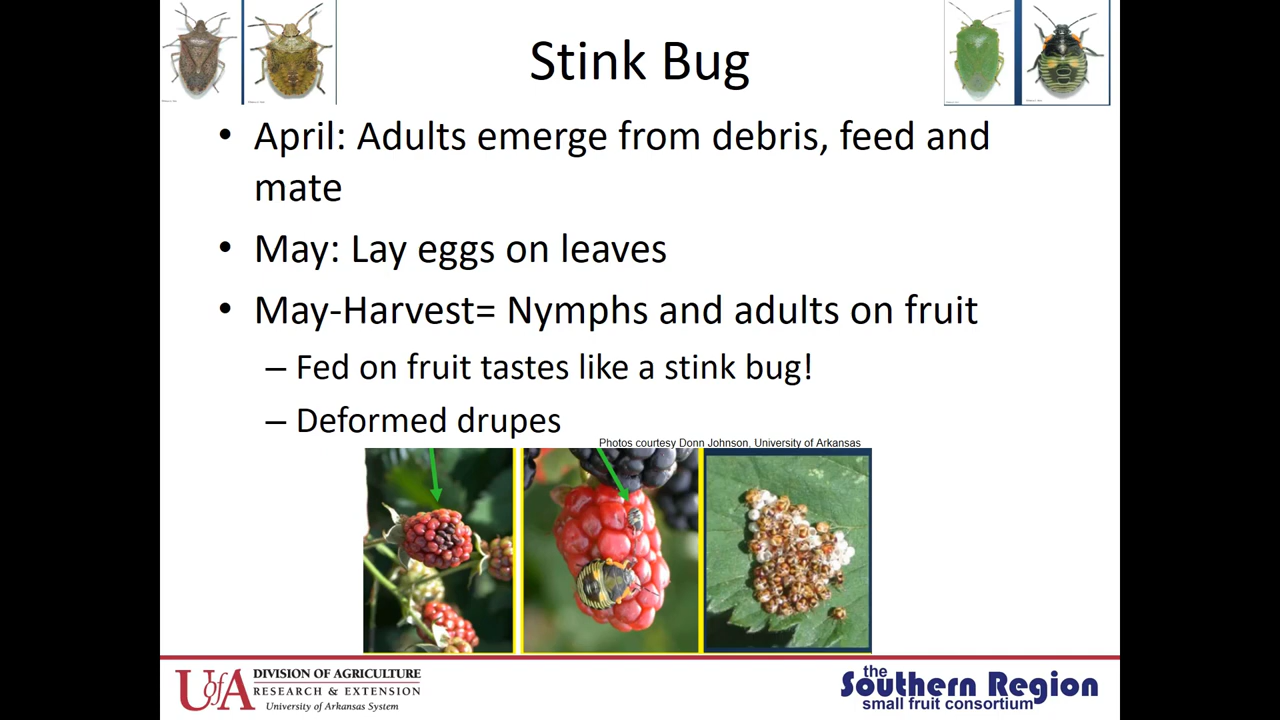 Stink Bug
• April: Adults emerge from debris, feed and
mate
• May: Lay eggs on leaves
• May-Harvest= Nymphs and adults on fruit
– Fed on fruit tastes like a stink bug!
– Deformed drupes
Photos courtesy Donn Johnson, University of Arkansas
UofA
DIVISION OF AGRICULTURE
RESEARCH & EXTENSION
University of Arkansas System
the
Southern Region
small fruit consortium